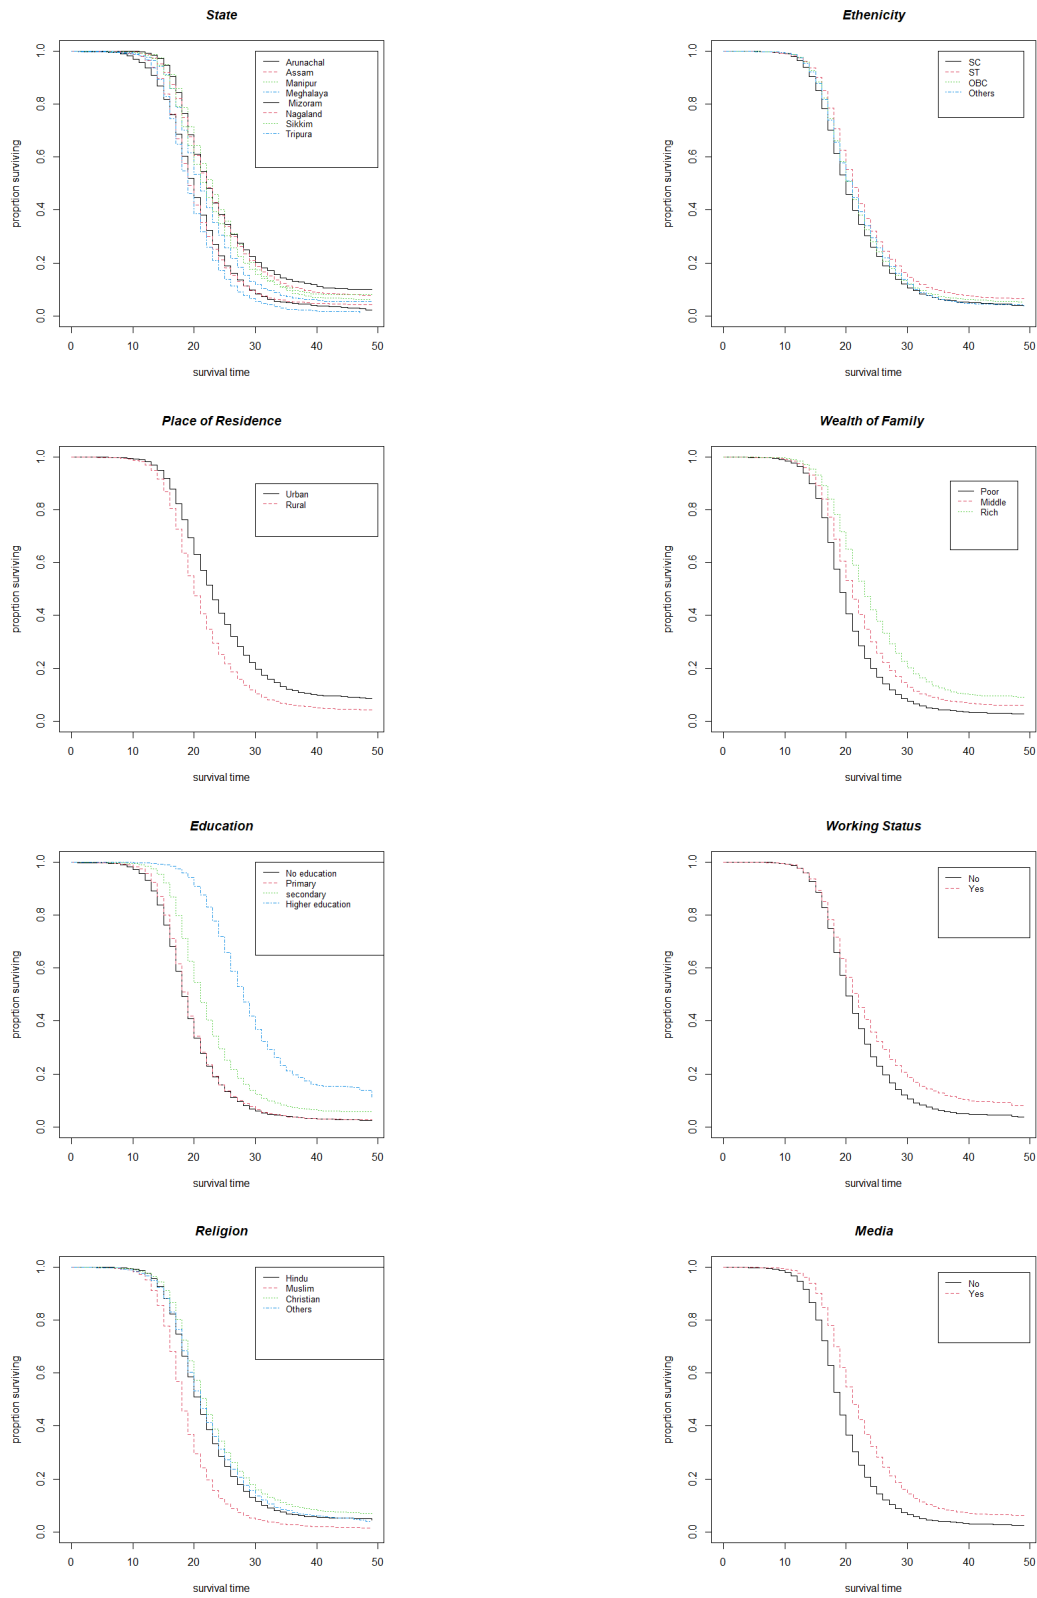 State
proprtion surviving
1.0
0.8
0.6
0.4
0.2
0.0
Arunachal
Assam
Manipur
Meghalaya
Mizoram
Nagaland
Sikkim
Tripura
0 10 20 30 40 50
survival time
Ethenicity
proprtion surviving
1.0
0.8
0.6
0.4
0.2
0.0
SC
ST
OBC
Others
0 10 20 30 40 50
survival time
Place of Residence
proprtion surviving
1.0
0.8
0.6
0.4
0.2
0.0
Urban
Rural
0 10 20 30 40 50
survival time
Wealth of Family
proprtion surviving
1.0
0.8
0.6
0.4
0.2
0.0
Poor
Middle
Rich
0 10 20 30 40 50
survival time
Education
proprtion surviving
1.0
0.8
0.6
0.4
0.2
0.0
No education
Primary
secondary
Higher education
0 10 20 30 40 50
survival time
Working Status
proprtion surviving
1.0
0.8
0.6
0.4
0.2
0.0
No
Yes
0 10 20 30 40 50
survival time
Religion
proprtion surviving
1.0
0.8
0.6
0.4
0.2
0.0
Hindu
Muslim
Christian
Others
0 10 20 30 40 50
survival time
Media
proprtion surviving
1.0
0.8
0.6
0.4
0.2
0.0
No
Yes
0 10 20 30 40 50
survival time